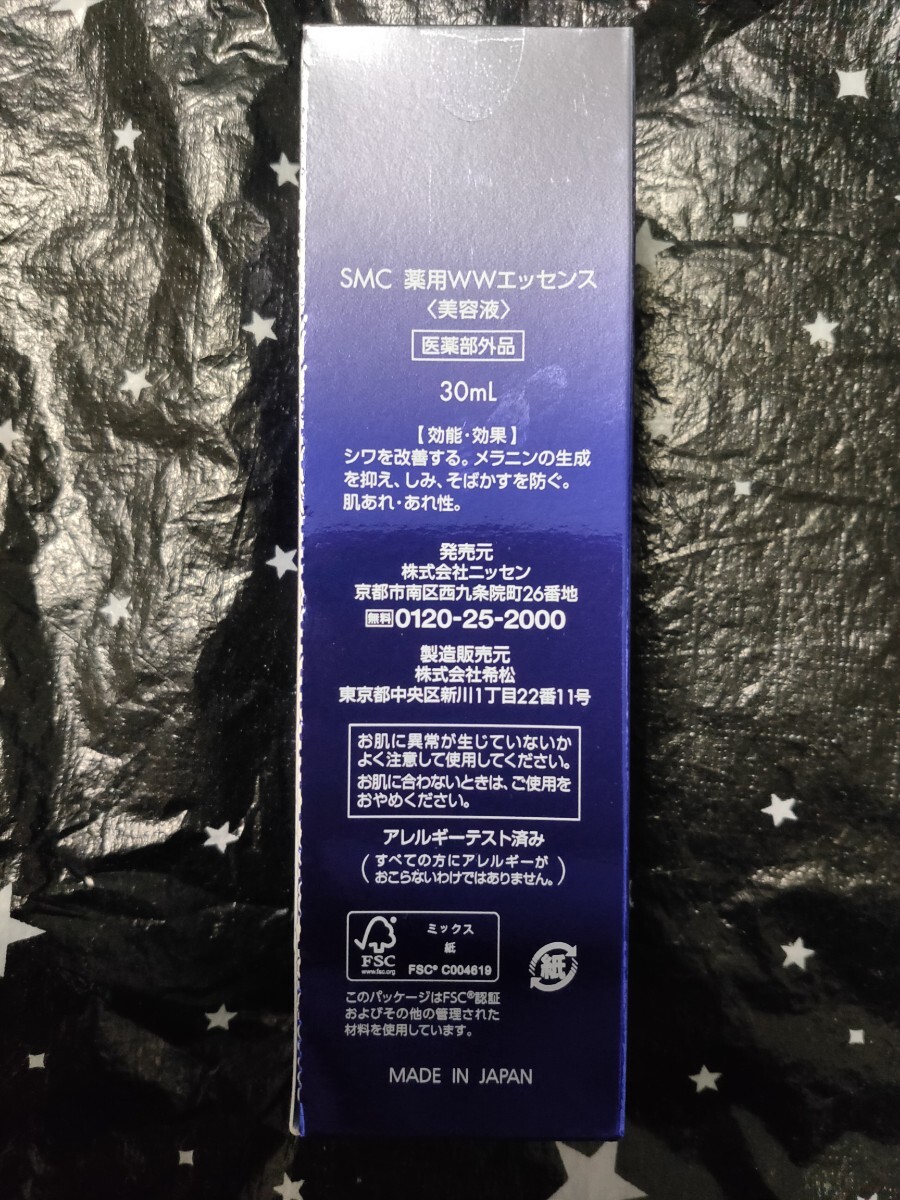 SMC 薬用WWエッセンス
〈美容液〉
医薬部外品
30mL
【効能・効果】
シワを改善する。メラニンの生成
を抑え、しみ、そばかすを防ぐ。
肌あれ・あれ性。
発売元
株式会社ニッセン
京都市南区西九条院町26番地
無料 0120-25-2000
製造販売元
株式会社希松
東京都中央区新川1丁目22番11号
お肌に異常が生じていないか
よく注意して使用してください。
お肌に合わないときは、ご使用を
おやめください。
アレルギーテスト済み
(すべての方にアレルギーが
おこらないわけではありません。)
FSC
www.fsc.org
ミックス
紙
FSC® C004619
紙
このパッケージはFSC®認証
およびその他の管理された
材料を使用しています。
MADE IN JAPAN